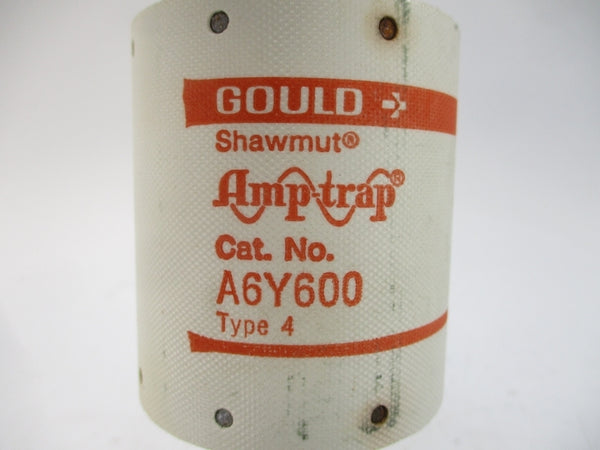 GOULD
Shawmut®
Amp-trap®
Cat. No.
A6Y600
Type 4